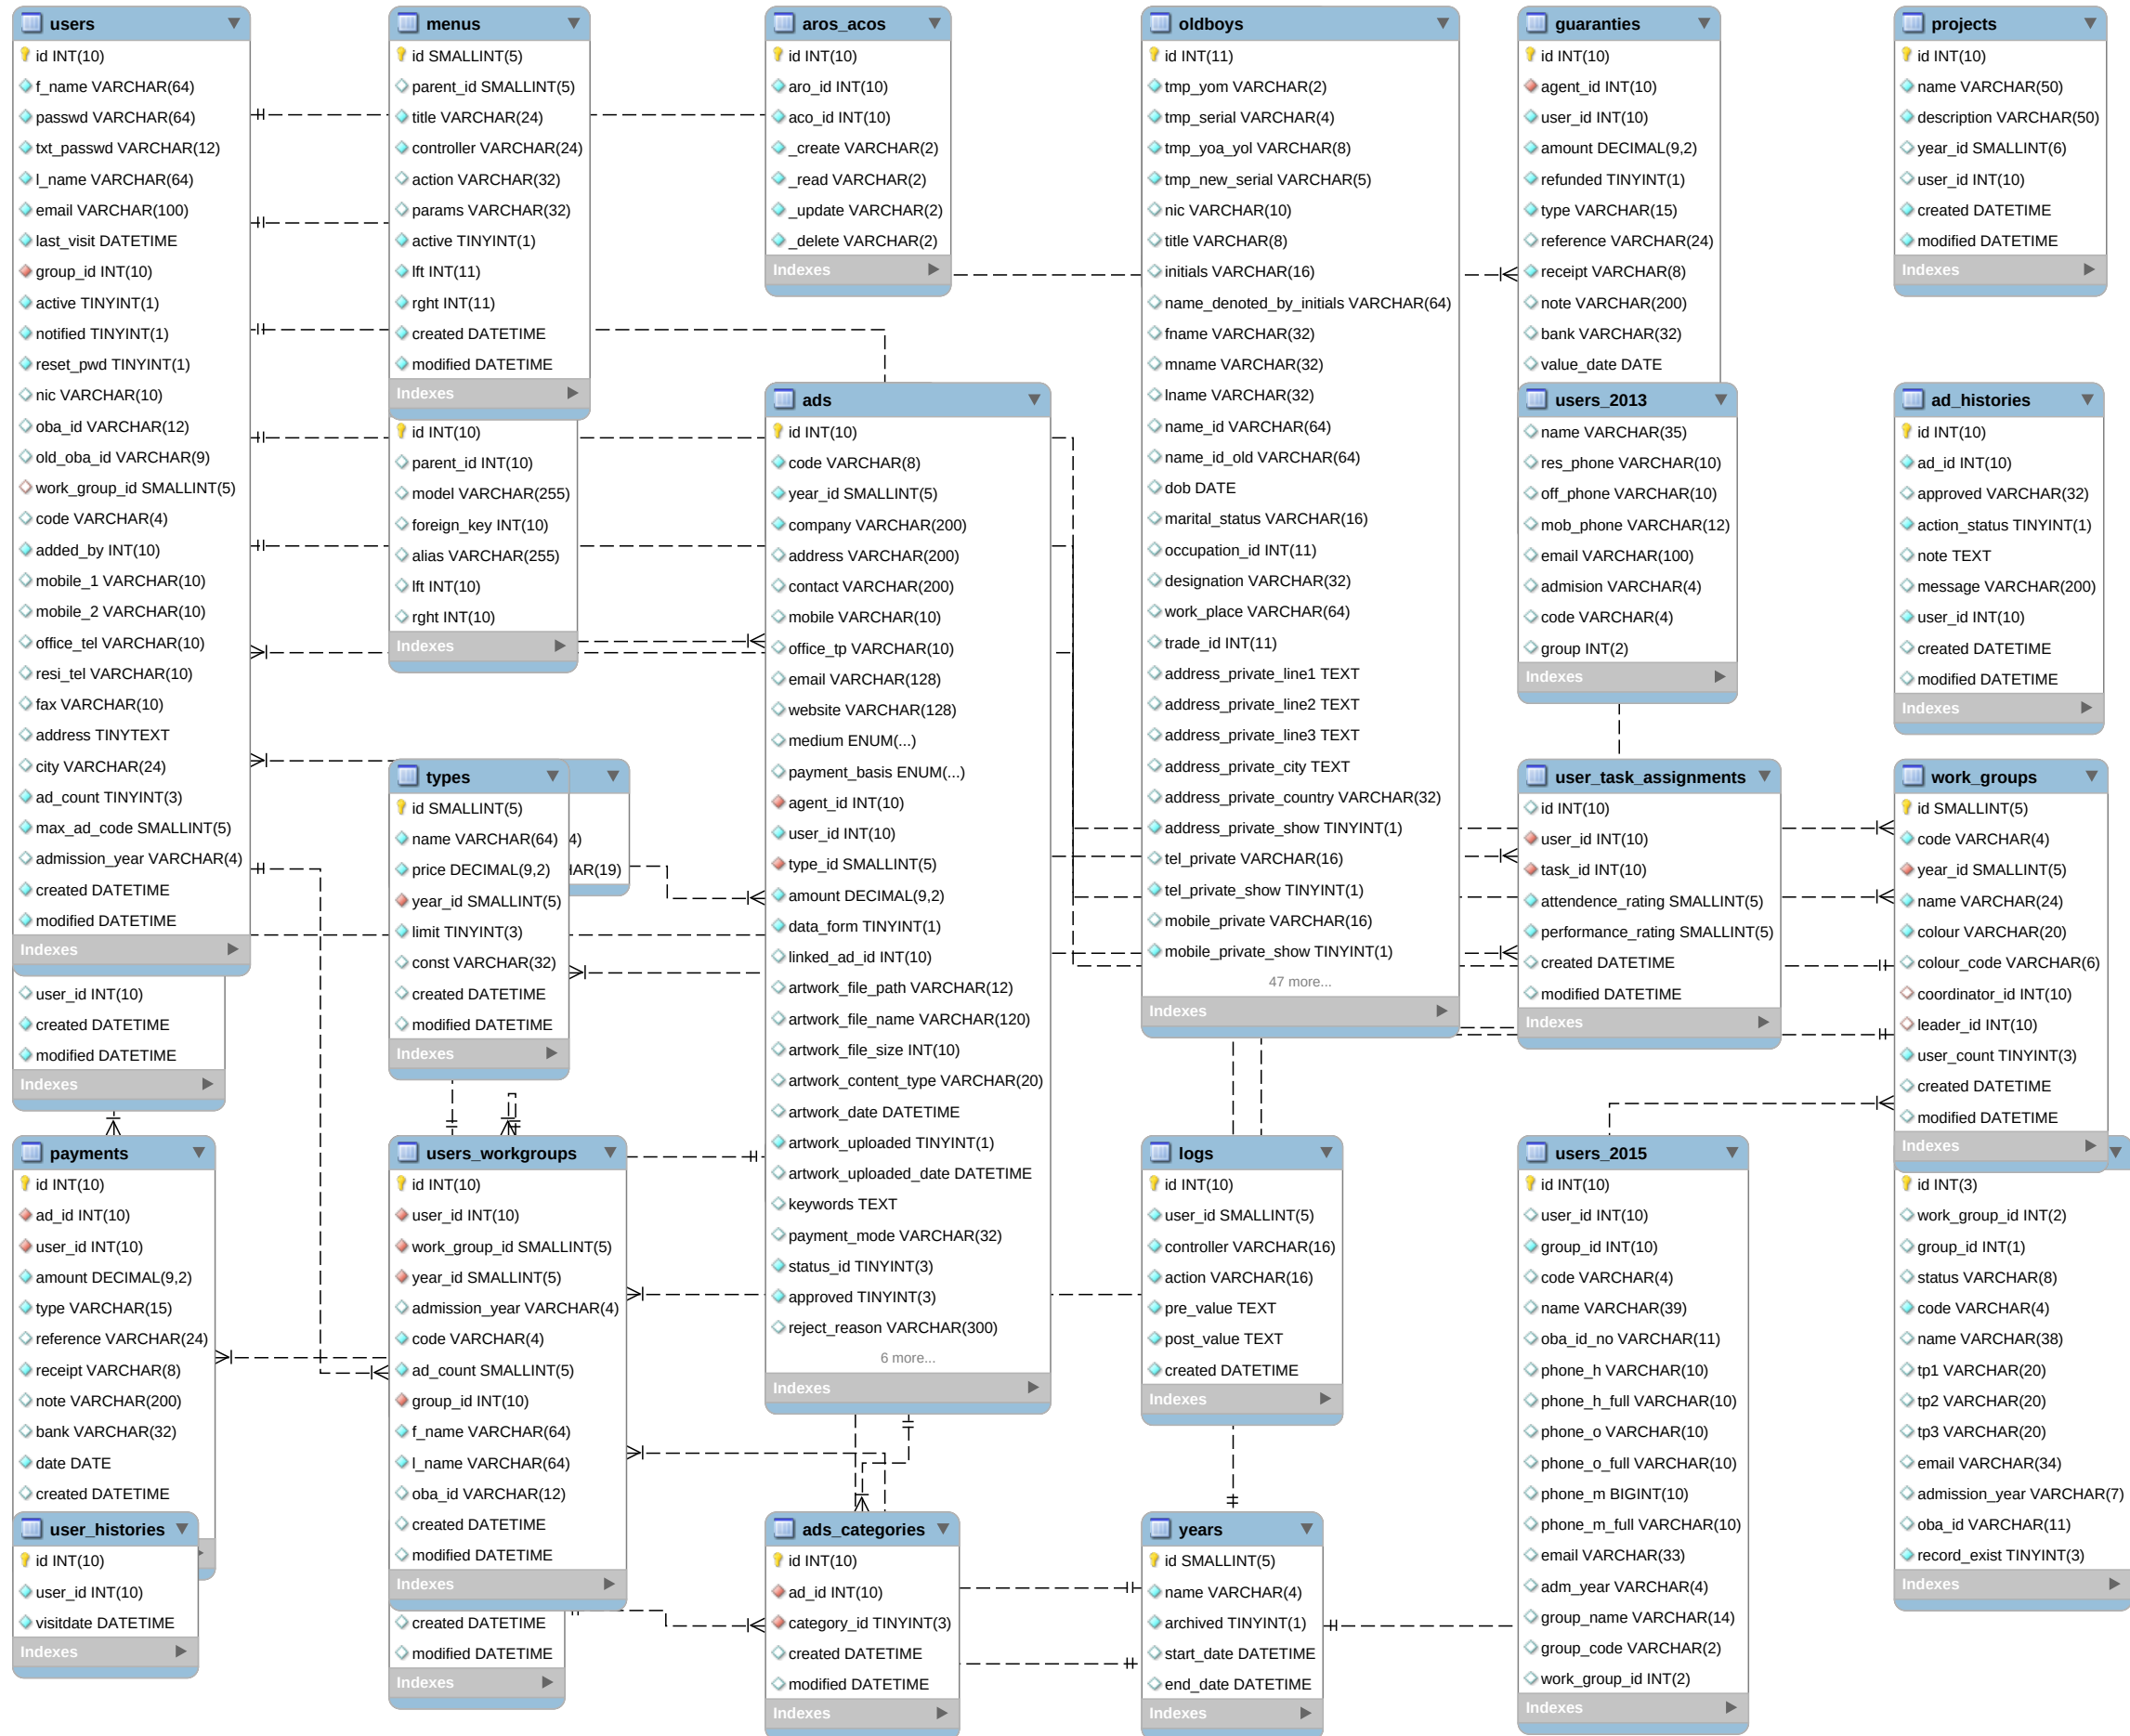 users
id INT(10)
f_name VARCHAR(64)
passwd VARCHAR(64)
txt_passwd VARCHAR(12)
l_name VARCHAR(64)
email VARCHAR(100)
last_visit DATETIME
group_id INT(10)
active TINYINT(1)
notified TINYINT(1)
reset_pwd TINYINT(1)
nic VARCHAR(10)
oba_id VARCHAR(12)
old_oba_id VARCHAR(9)
work_group_id SMALLINT(5)
code VARCHAR(4)
added_by INT(10)
mobile_1 VARCHAR(10)
mobile_2 VARCHAR(10)
office_tel VARCHAR(10)
resi_tel VARCHAR(10)
fax VARCHAR(10)
address TINYTEXT
city VARCHAR(24)
ad_count TINYINT(3)
max_ad_code SMALLINT(5)
admission_year VARCHAR(4)
created DATETIME
modified DATETIME
Indexes
user_id INT(10)
created DATETIME
modified DATETIME
Indexes
payments
id INT(10)
ad_id INT(10)
user_id INT(10)
amount DECIMAL(9,2)
type VARCHAR(15)
reference VARCHAR(24)
receipt VARCHAR(8)
note VARCHAR(200)
bank VARCHAR(32)
date DATE
created DATETIME
user_histories
id INT(10)
user_id INT(10)
visitdate DATETIME
Indexes
menus
id SMALLINT(5)
parent_id SMALLINT(5)
title VARCHAR(24)
controller VARCHAR(24)
action VARCHAR(32)
params VARCHAR(32)
active TINYINT(1)
lft INT(11)
rght INT(11)
created DATETIME
modified DATETIME
Indexes
id INT(10)
parent_id INT(10)
model VARCHAR(255)
foreign_key INT(10)
alias VARCHAR(255)
lft INT(10)
rght INT(10)
Indexes
types
id SMALLINT(5)
name VARCHAR(64)
price DECIMAL(9,2)
year_id SMALLINT(5)
limit TINYINT(3)
const VARCHAR(32)
created DATETIME
modified DATETIME
Indexes
4)
HAR(19)
users_workgroups
id INT(10)
user_id INT(10)
work_group_id SMALLINT(5)
year_id SMALLINT(5)
admission_year VARCHAR(4)
code VARCHAR(4)
ad_count SMALLINT(5)
group_id INT(10)
f_name VARCHAR(64)
l_name VARCHAR(64)
oba_id VARCHAR(12)
created DATETIME
modified DATETIME
Indexes
created DATETIME
modified DATETIME
Indexes
aros_acos
id INT(10)
aro_id INT(10)
aco_id INT(10)
_create VARCHAR(2)
_read VARCHAR(2)
_update VARCHAR(2)
_delete VARCHAR(2)
Indexes
ads
id INT(10)
code VARCHAR(8)
year_id SMALLINT(5)
company VARCHAR(200)
address VARCHAR(200)
contact VARCHAR(200)
mobile VARCHAR(10)
office_tp VARCHAR(10)
email VARCHAR(128)
website VARCHAR(128)
medium ENUM(...)
payment_basis ENUM(...)
agent_id INT(10)
user_id INT(10)
type_id SMALLINT(5)
amount DECIMAL(9,2)
data_form TINYINT(1)
linked_ad_id INT(10)
artwork_file_path VARCHAR(12)
artwork_file_name VARCHAR(120)
artwork_file_size INT(10)
artwork_content_type VARCHAR(20)
artwork_date DATETIME
artwork_uploaded TINYINT(1)
artwork_uploaded_date DATETIME
keywords TEXT
payment_mode VARCHAR(32)
status_id TINYINT(3)
approved TINYINT(3)
reject_reason VARCHAR(300)
6 more...
Indexes
ads_categories
id INT(10)
ad_id INT(10)
category_id TINYINT(3)
created DATETIME
modified DATETIME
Indexes
oldboys
id INT(11)
tmp_yom VARCHAR(2)
tmp_serial VARCHAR(4)
tmp_yoa_yol VARCHAR(8)
tmp_new_serial VARCHAR(5)
nic VARCHAR(10)
title VARCHAR(8)
initials VARCHAR(16)
name_denoted_by_initials VARCHAR(64)
fname VARCHAR(32)
mname VARCHAR(32)
lname VARCHAR(32)
name_id VARCHAR(64)
name_id_old VARCHAR(64)
dob DATE
marital_status VARCHAR(16)
occupation_id INT(11)
designation VARCHAR(32)
work_place VARCHAR(64)
trade_id INT(11)
address_private_line1 TEXT
address_private_line2 TEXT
address_private_line3 TEXT
address_private_city TEXT
address_private_country VARCHAR(32)
address_private_show TINYINT(1)
tel_private VARCHAR(16)
tel_private_show TINYINT(1)
mobile_private VARCHAR(16)
mobile_private_show TINYINT(1)
47 more...
Indexes
logs
id INT(10)
user_id SMALLINT(5)
controller VARCHAR(16)
action VARCHAR(16)
pre_value TEXT
post_value TEXT
created DATETIME
Indexes
years
id SMALLINT(5)
name VARCHAR(4)
archived TINYINT(1)
start_date DATETIME
end_date DATETIME
Indexes
guaranties
id INT(10)
agent_id INT(10)
user_id INT(10)
amount DECIMAL(9,2)
refunded TINYINT(1)
type VARCHAR(15)
reference VARCHAR(24)
receipt VARCHAR(8)
note VARCHAR(200)
bank VARCHAR(32)
value_date DATE
users_2013
name VARCHAR(35)
res_phone VARCHAR(10)
off_phone VARCHAR(10)
mob_phone VARCHAR(12)
email VARCHAR(100)
admision VARCHAR(4)
code VARCHAR(4)
group INT(2)
Indexes
user_task_assignments
id INT(10)
user_id INT(10)
task_id INT(10)
attendence_rating SMALLINT(5)
performance_rating SMALLINT(5)
created DATETIME
modified DATETIME
Indexes
users_2015
id INT(10)
user_id INT(10)
group_id INT(10)
code VARCHAR(4)
name VARCHAR(39)
oba_id_no VARCHAR(11)
phone_h VARCHAR(10)
phone_h_full VARCHAR(10)
phone_o VARCHAR(10)
phone_o_full VARCHAR(10)
phone_m BIGINT(10)
phone_m_full VARCHAR(10)
email VARCHAR(33)
adm_year VARCHAR(4)
group_name VARCHAR(14)
group_code VARCHAR(2)
work_group_id INT(2)
Indexes
projects
id INT(10)
name VARCHAR(50)
description VARCHAR(50)
year_id SMALLINT(6)
user_id INT(10)
created DATETIME
modified DATETIME
Indexes
ad_histories
id INT(10)
ad_id INT(10)
approved VARCHAR(32)
action_status TINYINT(1)
note TEXT
message VARCHAR(200)
user_id INT(10)
created DATETIME
modified DATETIME
Indexes
work_groups
id SMALLINT(5)
code VARCHAR(4)
year_id SMALLINT(5)
name VARCHAR(24)
colour VARCHAR(20)
colour_code VARCHAR(6)
coordinator_id INT(10)
leader_id INT(10)
user_count TINYINT(3)
created DATETIME
modified DATETIME
Indexes
id INT(3)
work_group_id INT(2)
group_id INT(1)
status VARCHAR(8)
code VARCHAR(4)
name VARCHAR(38)
tp1 VARCHAR(20)
tp2 VARCHAR(20)
tp3 VARCHAR(20)
email VARCHAR(34)
admission_year VARCHAR(7)
oba_id VARCHAR(11)
record_exist TINYINT(3)
Indexes